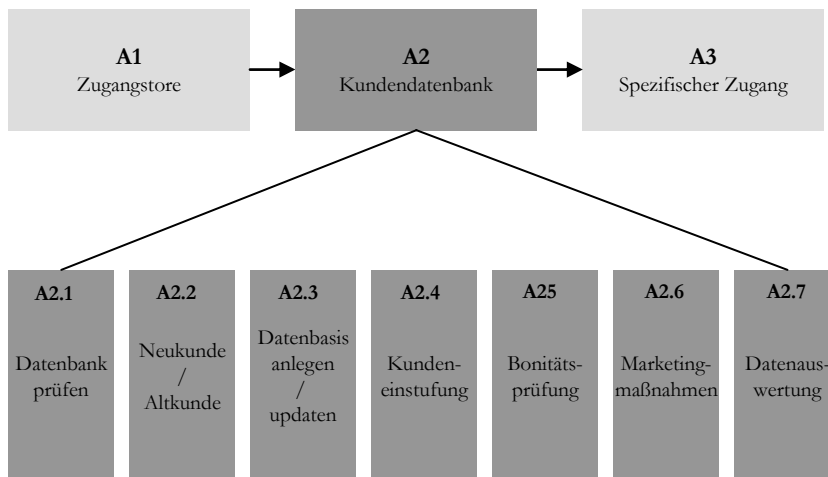 A1
Zugangstore
A2
Kundendatenbank
A3
Spezifischer Zugang
A2.1
Datenbank
prüfen
A2.2
Neukunde
/
Altkunde
A2.3
Datenbasis
anlegen
/
updaten
A2.4
Kunden-
einstufung
A25
Bonitäts-
prüfung
A2.6
Marketing-
maßnahmen
A2.7
Datenaus-
wertung